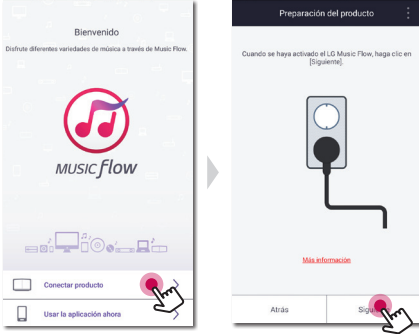 Bienvenido
Disfrute diferentes variedades de música a través de Music Flow.
MUSIC flow
Conectar producto
Usar la aplicación ahora
Preparación del producto
Cuando se haya activado el LG Music Flow, haga clic en
[Siguiente].
Más información
Atrás